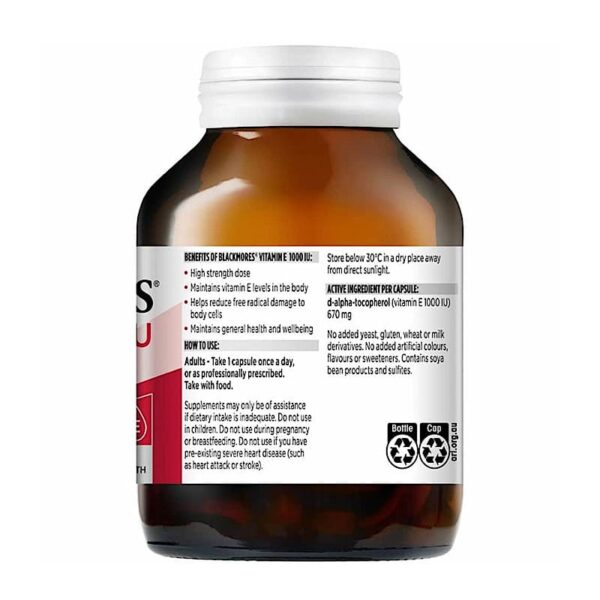 S®
U
E
TH
BENEFITS OF BLACKMORES® VITAMIN E 1000 IU:
• High strength dose
• Maintains vitamin E levels in the body
• Helps reduce free radical damage to
body cells
• Maintains general health and wellbeing
HOW TO USE:
Adults - Take 1 capsule once a day,
or as professionally prescribed.
Take with food.
Supplements may only be of assistance
if dietary intake is inadequate. Do not use
in children. Do not use during pregnancy
or breastfeeding. Do not use if you have
pre-existing severe heart disease (such
as heart attack or stroke).
Store below 30°C in a dry place away
from direct sunlight.
ACTIVE INGREDIENT PER CAPSULE:
d-alpha-tocopherol (vitamin E 1000 IU)
670 mg
No added yeast, gluten, wheat or milk
derivatives. No added artificial colours,
flavours or sweeteners. Contains soya
bean products and sulfites.
Bottle
Cap
arl.org.au